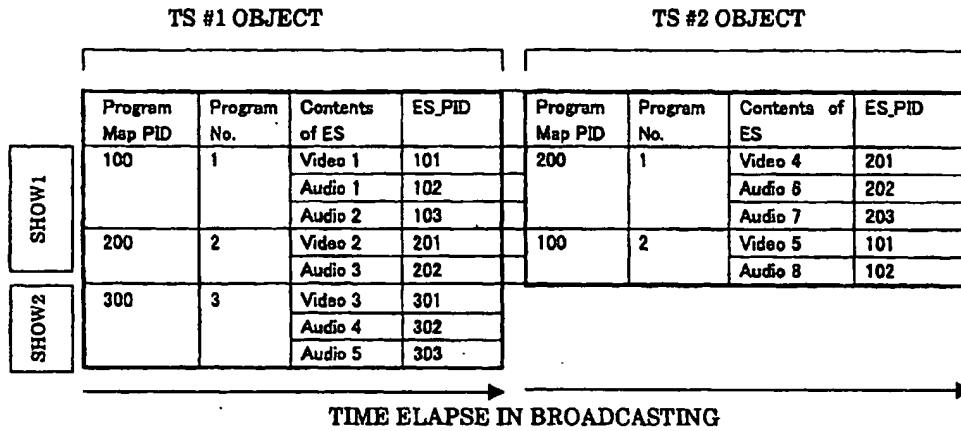 TS #1 OBJECT TS #2 OBJECT
Program Map PID Program No. Contents of ES ES_PID Program Map PID Program No. Contents of ES ES_PID
SHOW1
100 1 Video 1 101 200 1 Video 4 201
Audio 1 102 Audio 6 202
Audio 2 103 Audio 7 203
200 2 Video 2 201 100 2 Video 5 101
Audio 3 202 Audio 8 102
SHOW2
300 3 Video 3 301
Audio 4 302
Audio 5 303
TIME ELAPSE IN BROADCASTING